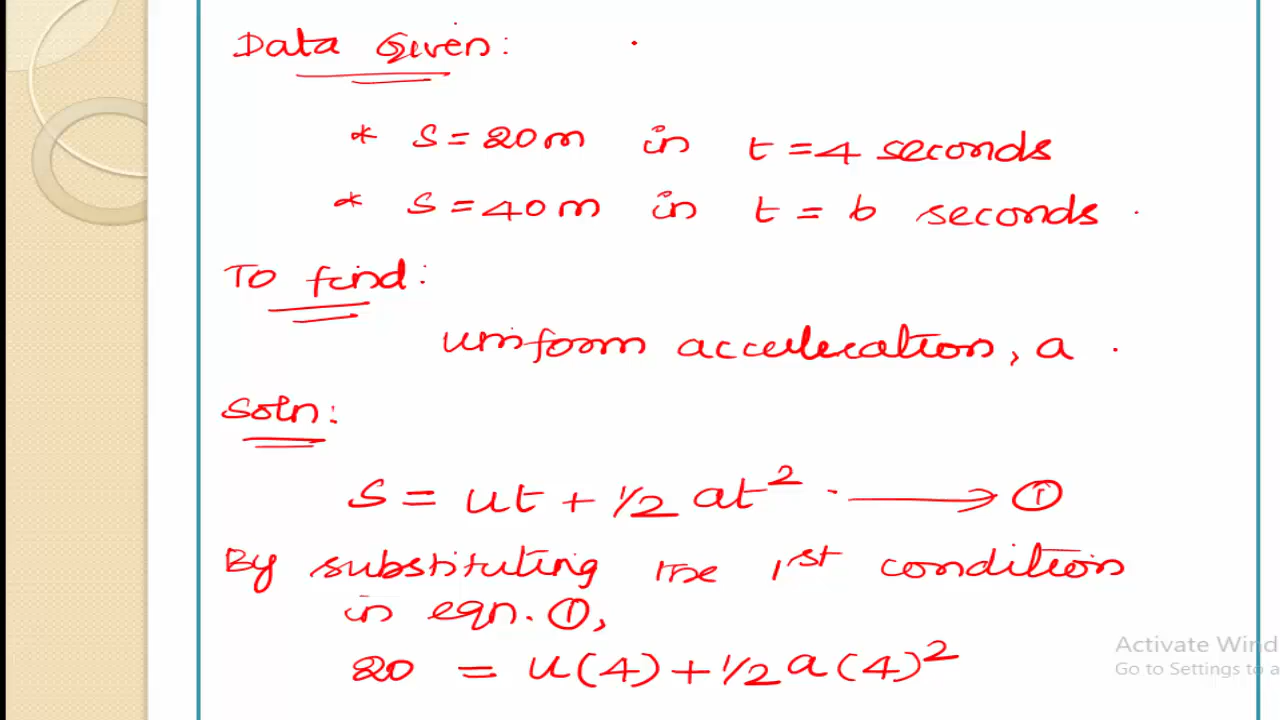 Data Given:
* S = 20m in t = 4 seconds
* S = 40m in t = 6 seconds.
To find:
uniform acceleration, a.
Soln:
S = ut + 1/2 at² → ①
By substituting the 1st condition
in eqn. ①,
20 = u(4) + 1/2 a(4)²
Activate Wind
Go to Settings to a